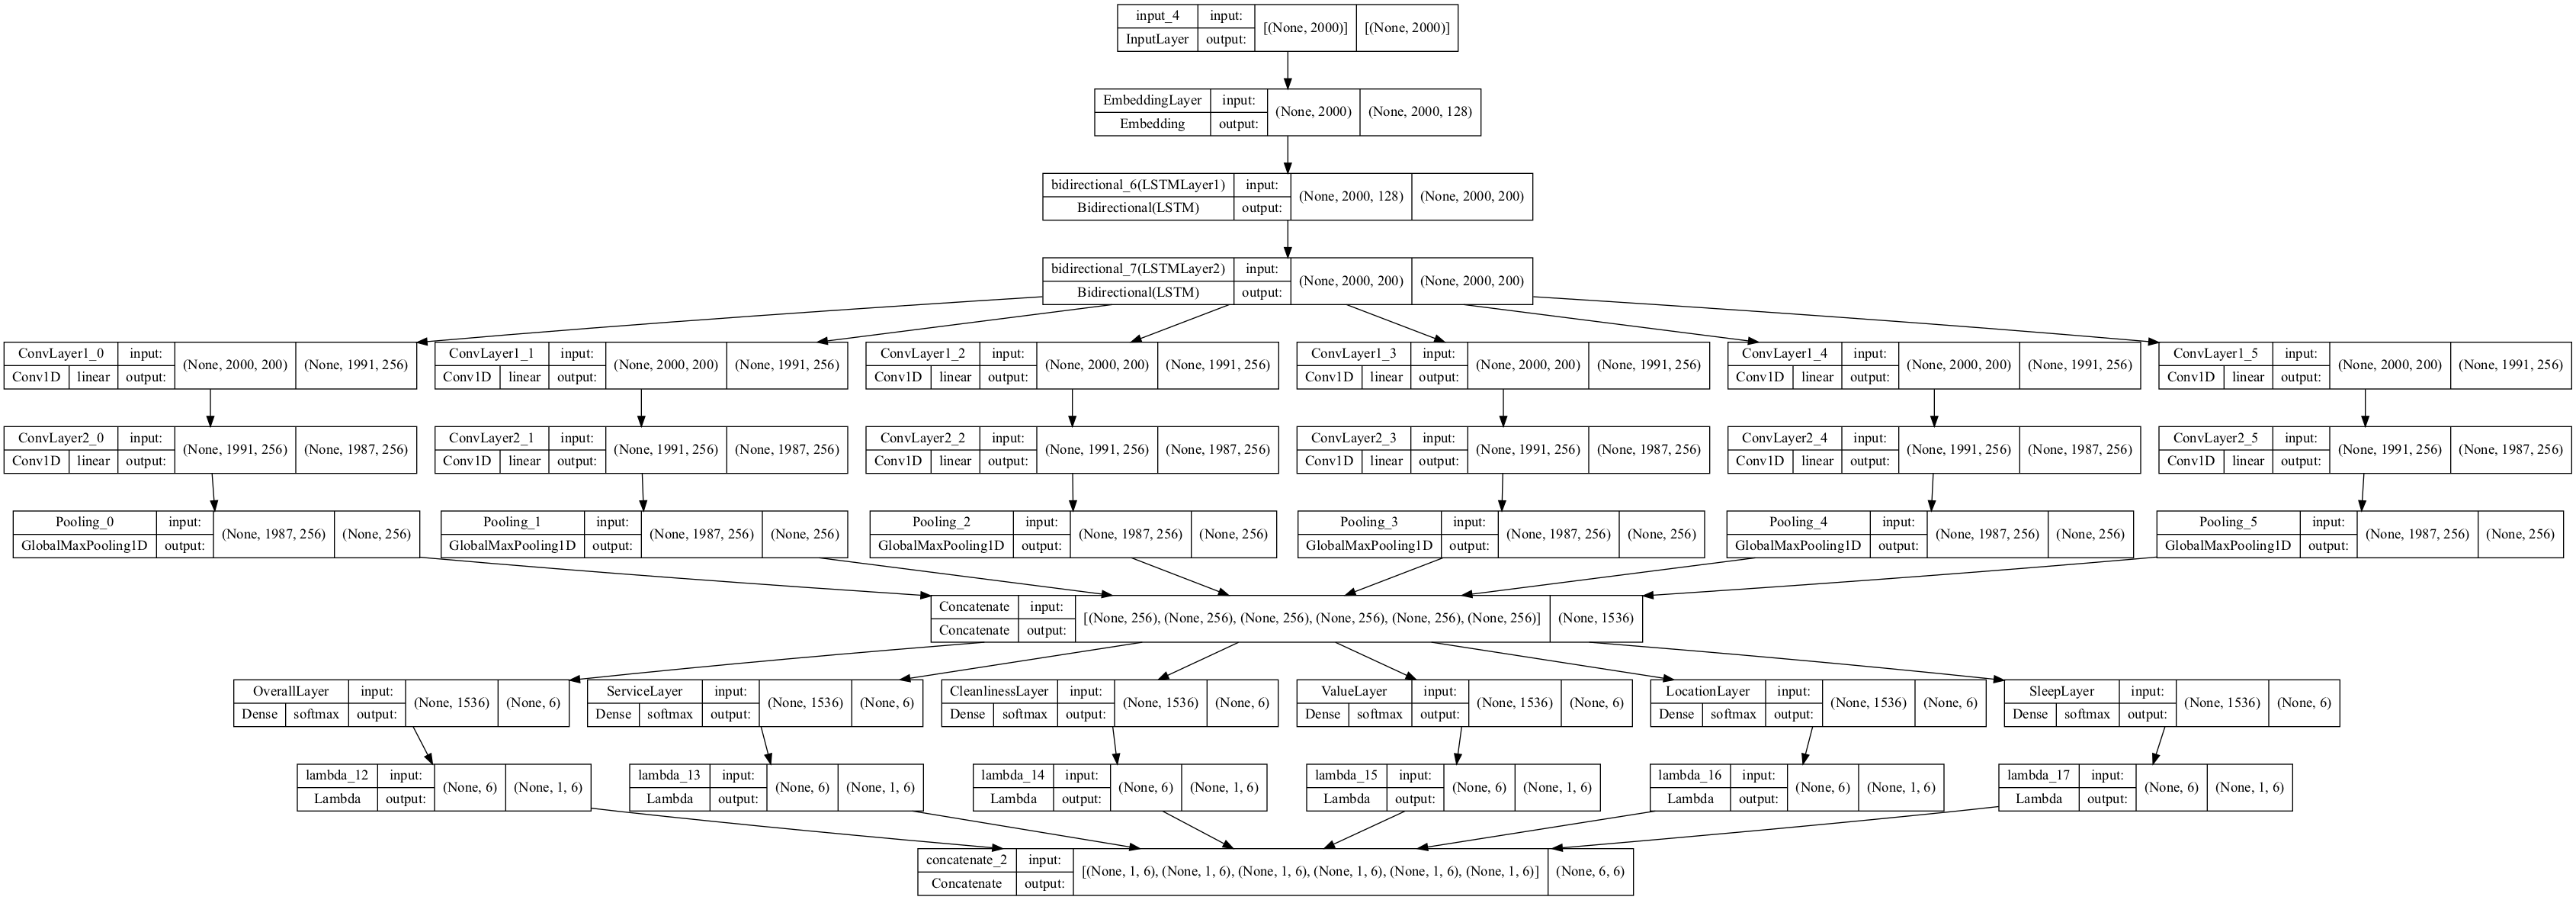 input_4 input: [(None, 2000)] [(None, 2000)]
InputLayer output:
EmbeddingLayer input: (None, 2000) (None, 2000, 128)
Embedding output:
bidirectional_6(LSTMLayer1) input: (None, 2000, 128) (None, 2000, 200)
Bidirectional(LSTM) output:
bidirectional_7(LSTMLayer2) input: (None, 2000, 200) (None, 2000, 200)
Bidirectional(LSTM) output:
ConvLayer1_0 input: (None, 2000, 200) (None, 1991, 256)
Conv1D linear output:
ConvLayer1_1 input: (None, 2000, 200) (None, 1991, 256)
Conv1D linear output:
ConvLayer1_2 input: (None, 2000, 200) (None, 1991, 256)
Conv1D linear output:
ConvLayer1_3 input: (None, 2000, 200) (None, 1991, 256)
Conv1D linear output:
ConvLayer1_4 input: (None, 2000, 200) (None, 1991, 256)
Conv1D linear output:
ConvLayer1_5 input: (None, 2000, 200) (None, 1991, 256)
Conv1D linear output:
ConvLayer2_0 input: (None, 1991, 256) (None, 1987, 256)
Conv1D linear output:
ConvLayer2_1 input: (None, 1991, 256) (None, 1987, 256)
Conv1D linear output:
ConvLayer2_2 input: (None, 1991, 256) (None, 1987, 256)
Conv1D linear output:
ConvLayer2_3 input: (None, 1991, 256) (None, 1987, 256)
Conv1D linear output:
ConvLayer2_4 input: (None, 1991, 256) (None, 1987, 256)
Conv1D linear output:
ConvLayer2_5 input: (None, 1991, 256) (None, 1987, 256)
Conv1D linear output:
Pooling_0 input: (None, 1987, 256) (None, 256)
GlobalMaxPooling1D output:
Pooling_1 input: (None, 1987, 256) (None, 256)
GlobalMaxPooling1D output:
Pooling_2 input: (None, 1987, 256) (None, 256)
GlobalMaxPooling1D output:
Pooling_3 input: (None, 1987, 256) (None, 256)
GlobalMaxPooling1D output:
Pooling_4 input: (None, 1987, 256) (None, 256)
GlobalMaxPooling1D output:
Pooling_5 input: (None, 1987, 256) (None, 256)
GlobalMaxPooling1D output:
Concatenate input: [(None, 256), (None, 256), (None, 256), (None, 256), (None, 256), (None, 256)] (None, 1536)
Concatenate output:
OverallLayer input: (None, 1536) (None, 6)
Dense softmax output:
ServiceLayer input: (None, 1536) (None, 6)
Dense softmax output:
CleanlinessLayer input: (None, 1536) (None, 6)
Dense softmax output:
ValueLayer input: (None, 1536) (None, 6)
Dense softmax output:
LocationLayer input: (None, 1536) (None, 6)
Dense softmax output:
SleepLayer input: (None, 1536) (None, 6)
Dense softmax output:
lambda_12 input: (None, 6) (None, 1, 6)
Lambda output:
lambda_13 input: (None, 6) (None, 1, 6)
Lambda output:
lambda_14 input: (None, 6) (None, 1, 6)
Lambda output:
lambda_15 input: (None, 6) (None, 1, 6)
Lambda output:
lambda_16 input: (None, 6) (None, 1, 6)
Lambda output:
lambda_17 input: (None, 6) (None, 1, 6)
Lambda output:
concatenate_2 input: [(None, 1, 6), (None, 1, 6), (None, 1, 6), (None, 1, 6), (None, 1, 6), (None, 1, 6)] (None, 6, 6)
Concatenate output: